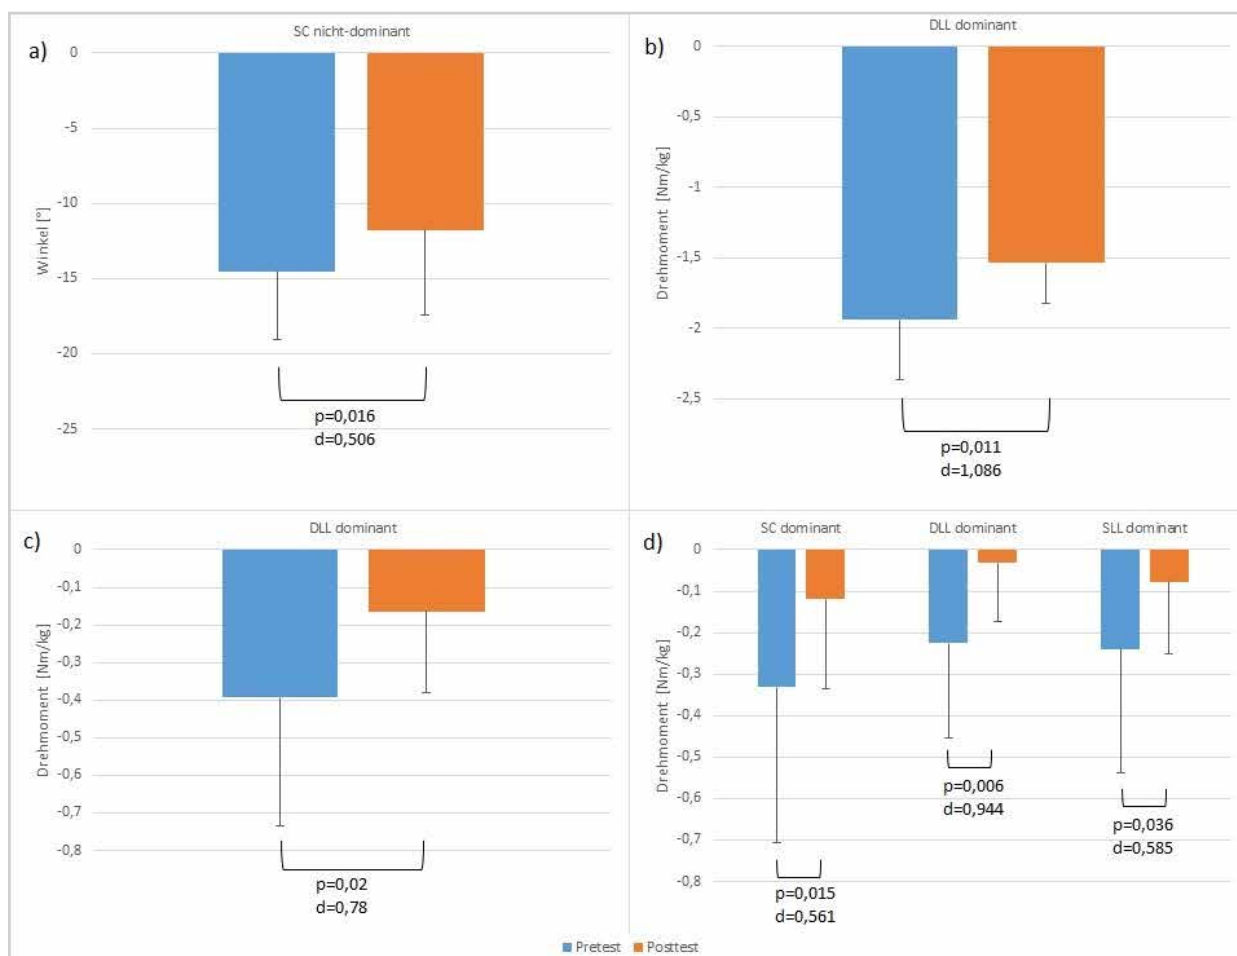 a)
SC nicht-dominant
0
-5
-10
-15
-20
-25
Winkel [°]
p=0,016
d=0,506
b)
DLL dominant
0
-0,5
-1
-1,5
-2
-2,5
Drehmoment [Nm/kg]
p=0,011
d=1,086
c)
DLL dominant
0
-0,1
-0,2
-0,3
-0,4
-0,5
-0,6
-0,7
-0,8
Drehmoment [Nm/kg]
p=0,02
d=0,78
d)
SC dominant DLL dominant SLL dominant
0
-0,1
-0,2
-0,3
-0,4
-0,5
-0,6
-0,7
-0,8
Drehmoment [Nm/kg]
p=0,015
d=0,561
p=0,006
d=0,944
p=0,036
d=0,585
Pretest Posttest